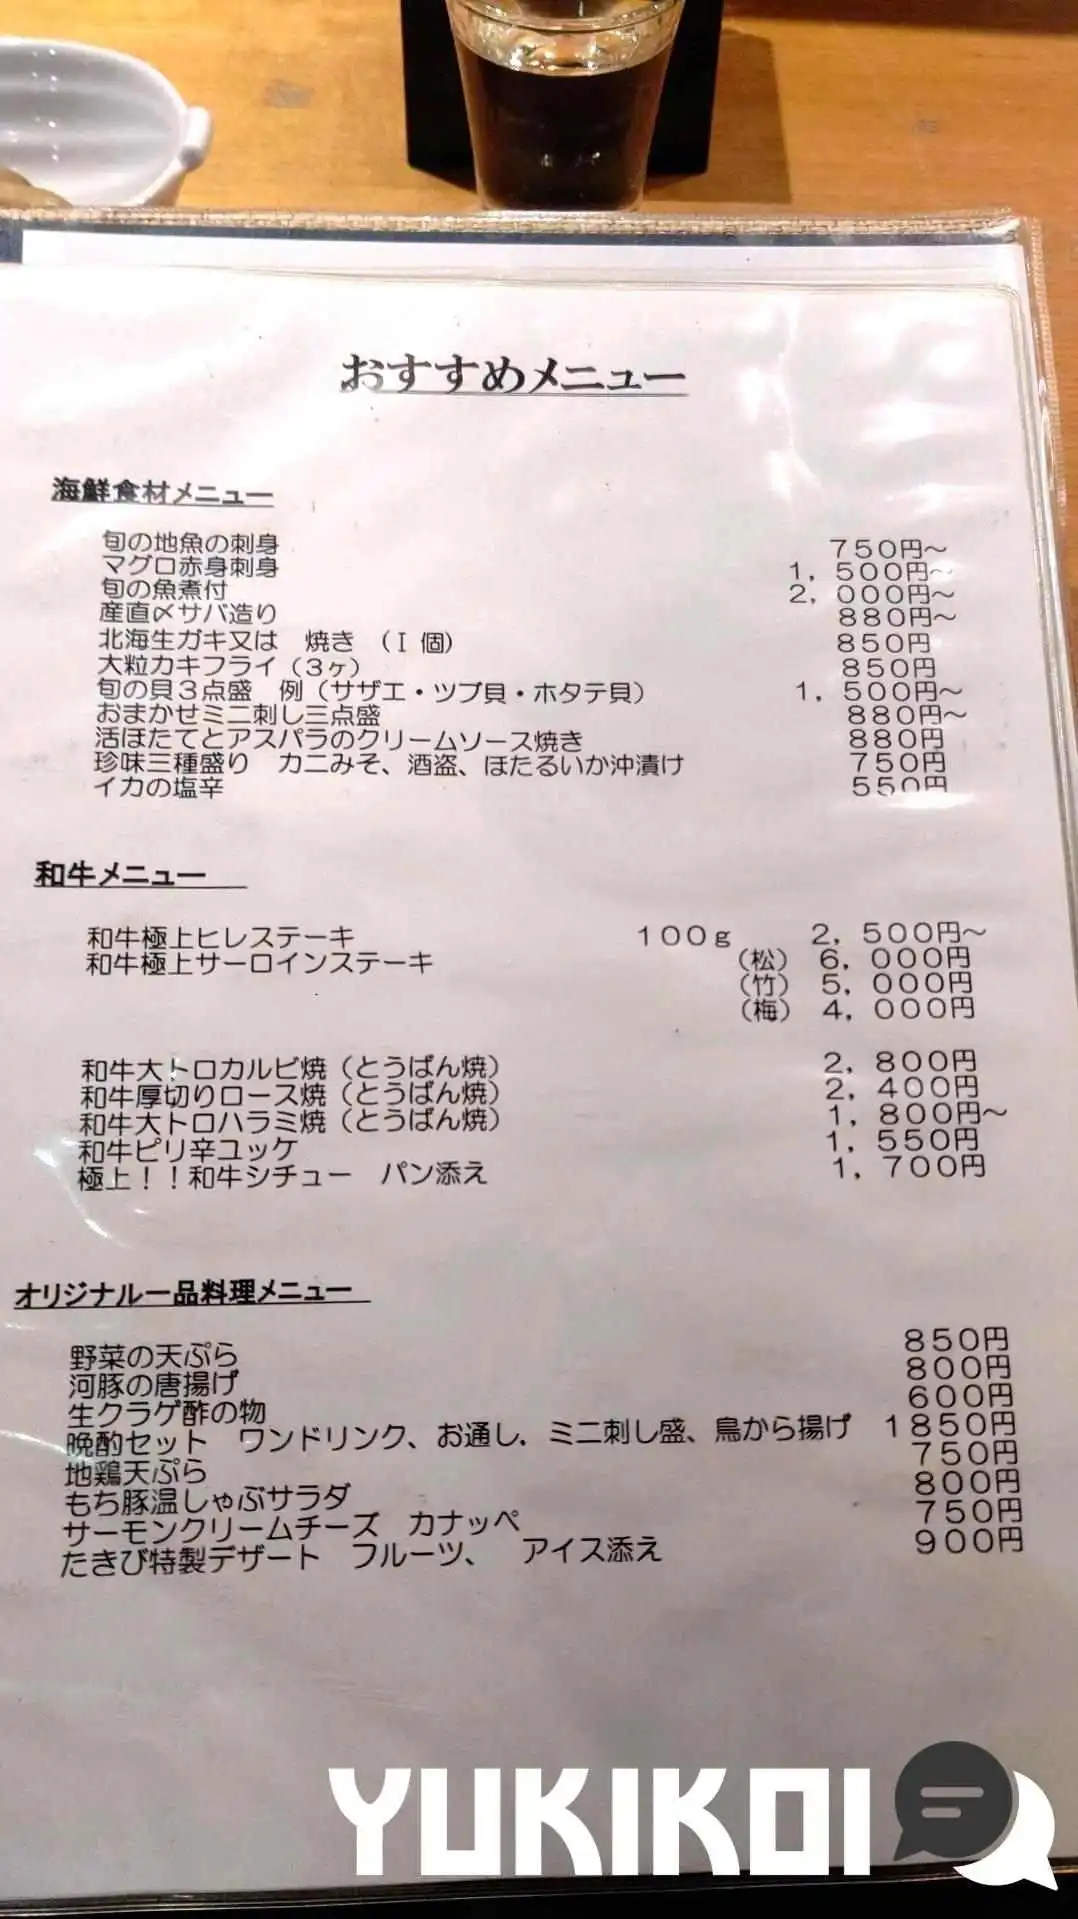 おすすめメニュー
海鮮食材メニュー
旬の地魚の刺身 750円～
マグロ赤身刺身 1,500円～
旬の魚煮付 2,000円～
産直〆サバ造り 880円～
北海生ガキ又は 焼き (I 個) 850円
大粒カキフライ(3ヶ) 850円
旬の貝3点盛 例(サザエ・ツブ貝・ホタテ貝) 1,500円～
おまかせミニ刺し三点盛 880円～
活ほたてとアスパラのクリームソース焼き 880円
珍味三種盛り カニみそ、酒盗、ほたるいか沖漬け 750円
イカの塩辛 550円
和牛メニュー
和牛極上ヒレステーキ 100g 2,500円～
和牛極上サーロインステーキ (松) 6,000円
(竹) 5,000円
(梅) 4,000円
和牛大トロカルビ焼(とうばん焼) 2,800円
和牛厚切りロース焼(とうばん焼) 2,400円
和牛大トロハラミ焼(とうばん焼) 1,800円～
和牛ピリ辛ユッケ 1,550円
極上!!和牛シチュー パン添え 1,700円
オリジナル一品料理メニュー
野菜の天ぷら 850円
河豚の唐揚げ 800円
生クラゲ酢の物 600円
晩酌セット ワンドリンク、お通し、ミニ刺し盛、鳥から揚げ 1850円
地鶏天ぷら 750円
もち豚温しゃぶサラダ 800円
サーモンクリームチーズ カナッペ 750円
たきび特製デザート フルーツ、 アイス添え 900円
YUKIKOI